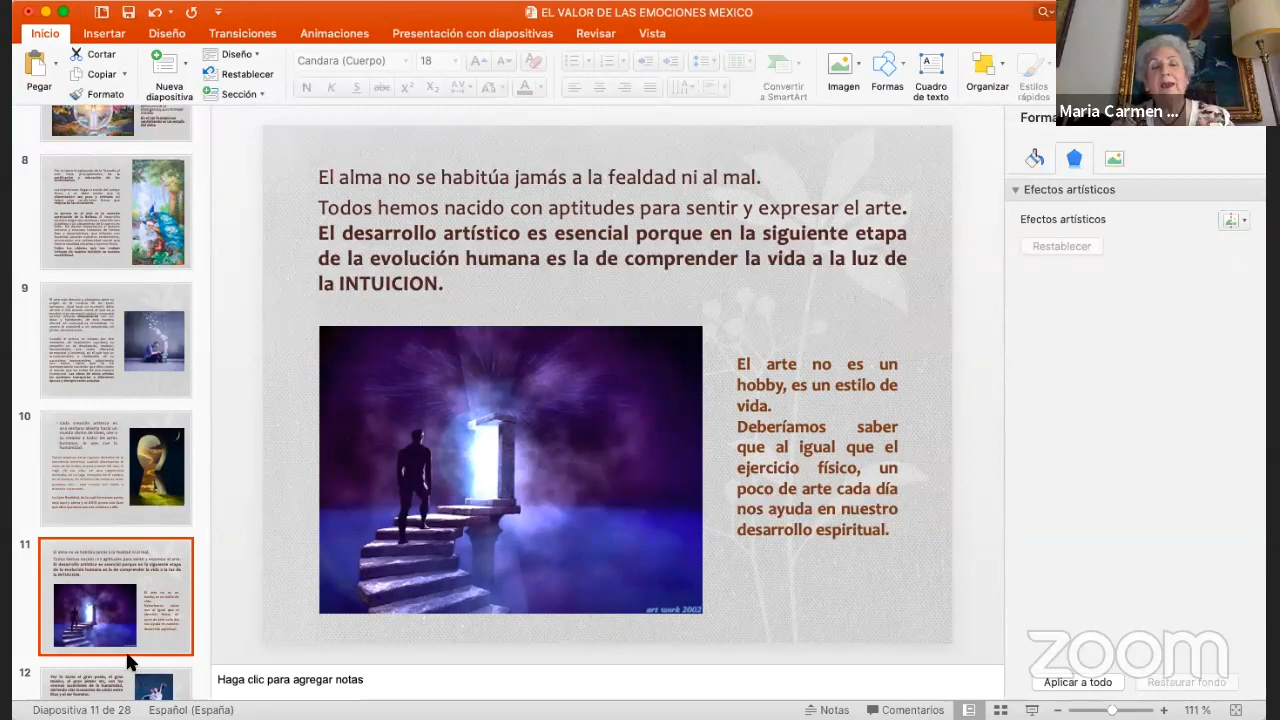 EL VALOR DE LAS EMOCIONES MEXICO
Inicio Insertar Diseño Transiciones Animaciones Presentación con diapositivas Revisar Vista
Pegar
Cortar
Copiar
Formato
Nueva diapositiva
Diseño
Restablecer
Sección
Candara (Cuerpo) 18
Convertir a SmartArt
Imagen
Formas
Cuadro de texto
Organizar
Estilos rápidos
Maria Carmen ...
Efectos artísticos
Efectos artísticos
Restablecer
8
9
10
11
12
El alma no se habitúa jamás a la fealdad ni al mal.
Todos hemos nacido con aptitudes para sentir y expresar el arte.
El desarrollo artístico es esencial porque en la siguiente etapa
de la evolución humana es la de comprender la vida a la luz de
la INTUICION.
El arte no es un
hobby, es un estilo de
vida.
Deberíamos saber
que al igual que el
ejercicio físico, un
poco de arte cada día
nos ayuda en nuestro
desarrollo espiritual.
art work 2002
Haga clic para agregar notas
zoom
Aplicar a todo Restaurar fondo
Diapositiva 11 de 28 Español (España) Notas Comentarios 111 %